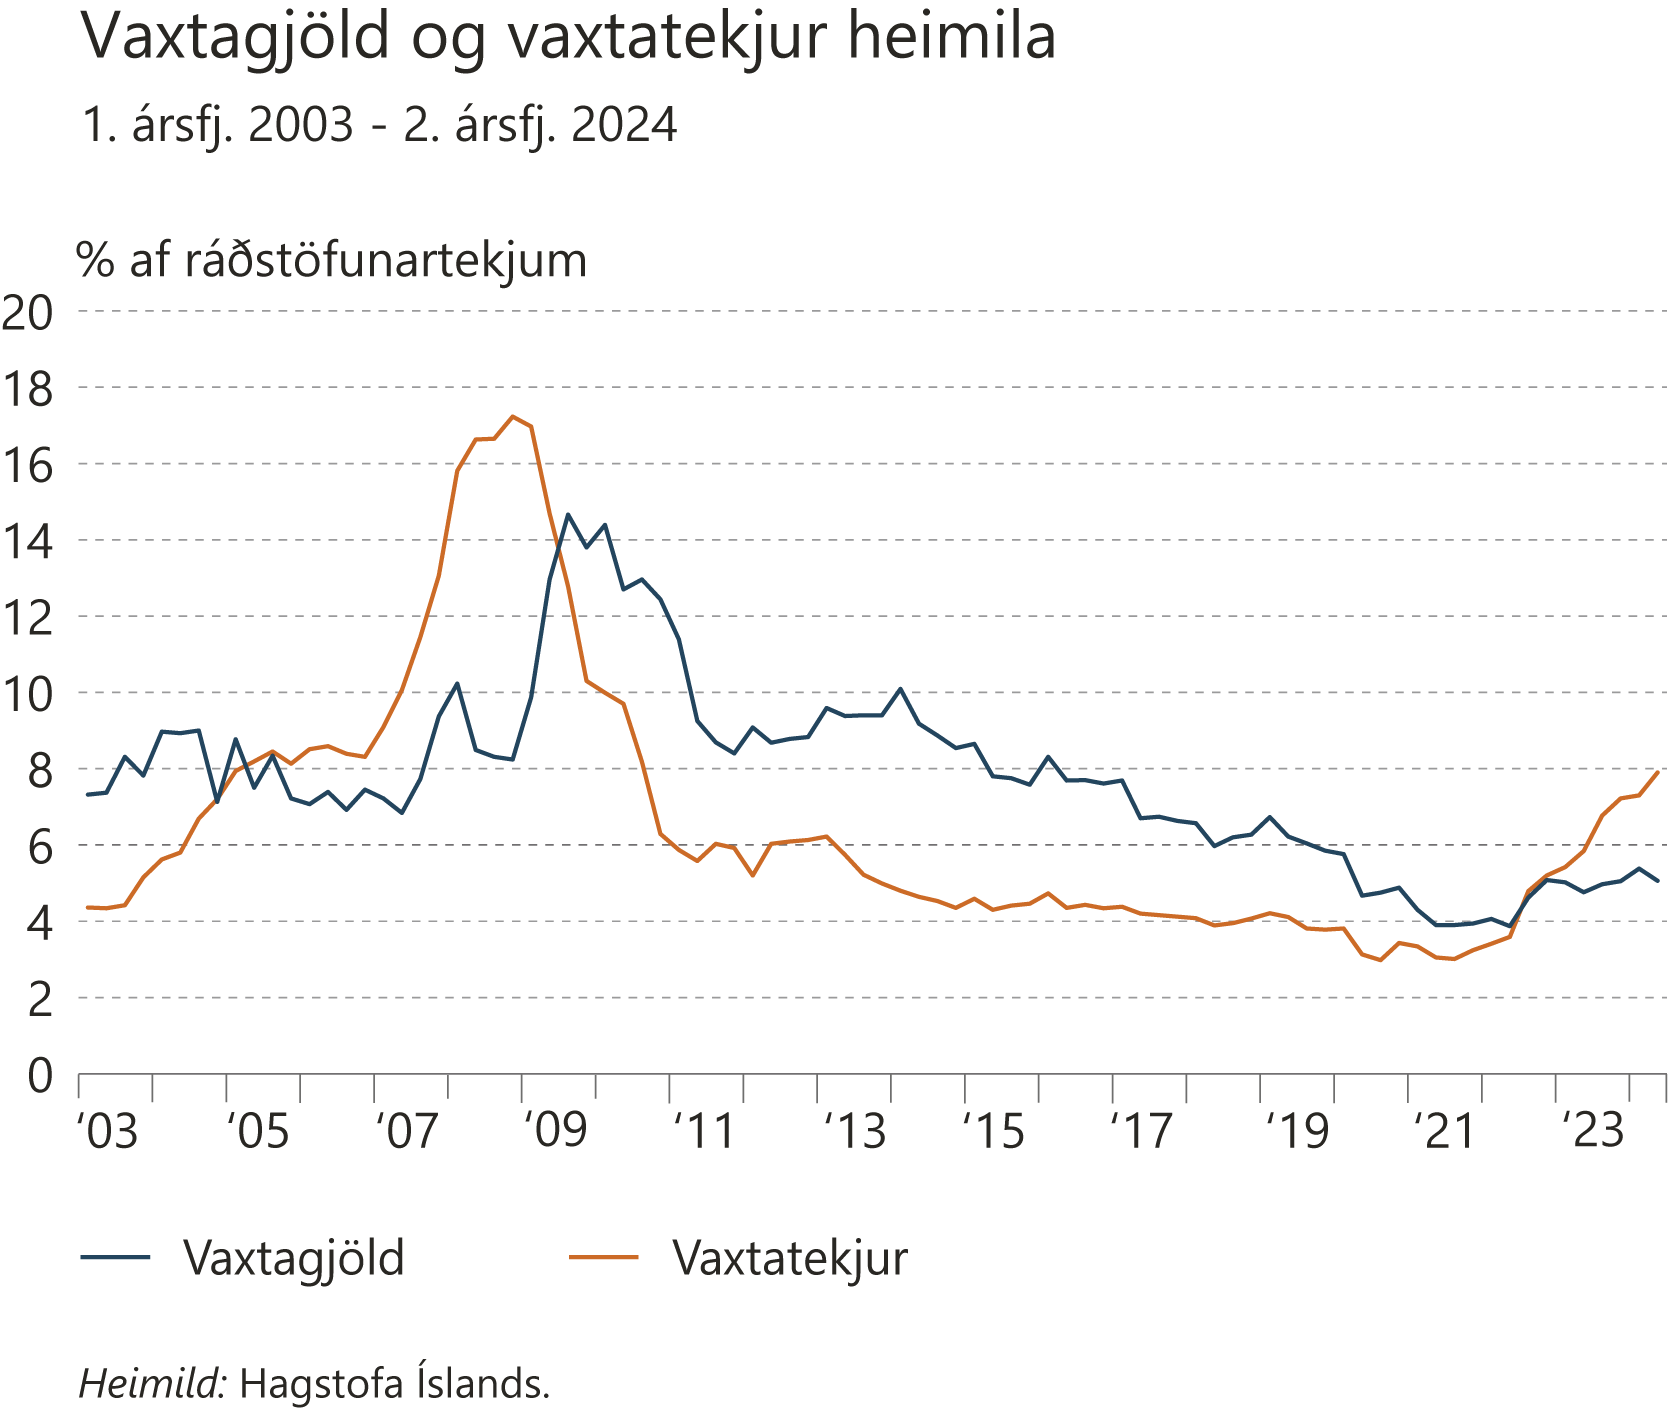 Vaxtagjöld og vaxtatekjur heimila
1. ársfj. 2003 - 2. ársfj. 2024
% af ráðstöfunartekjum
20
18
16
14
12
10
8
6
4
2
0
‘03 ‘05 ‘07 ‘09 ‘11 ‘13 ‘15 ‘17 ‘19 ‘21 ‘23
Vaxtagjöld Vaxtatekjur
Heimild: Hagstofa Íslands.